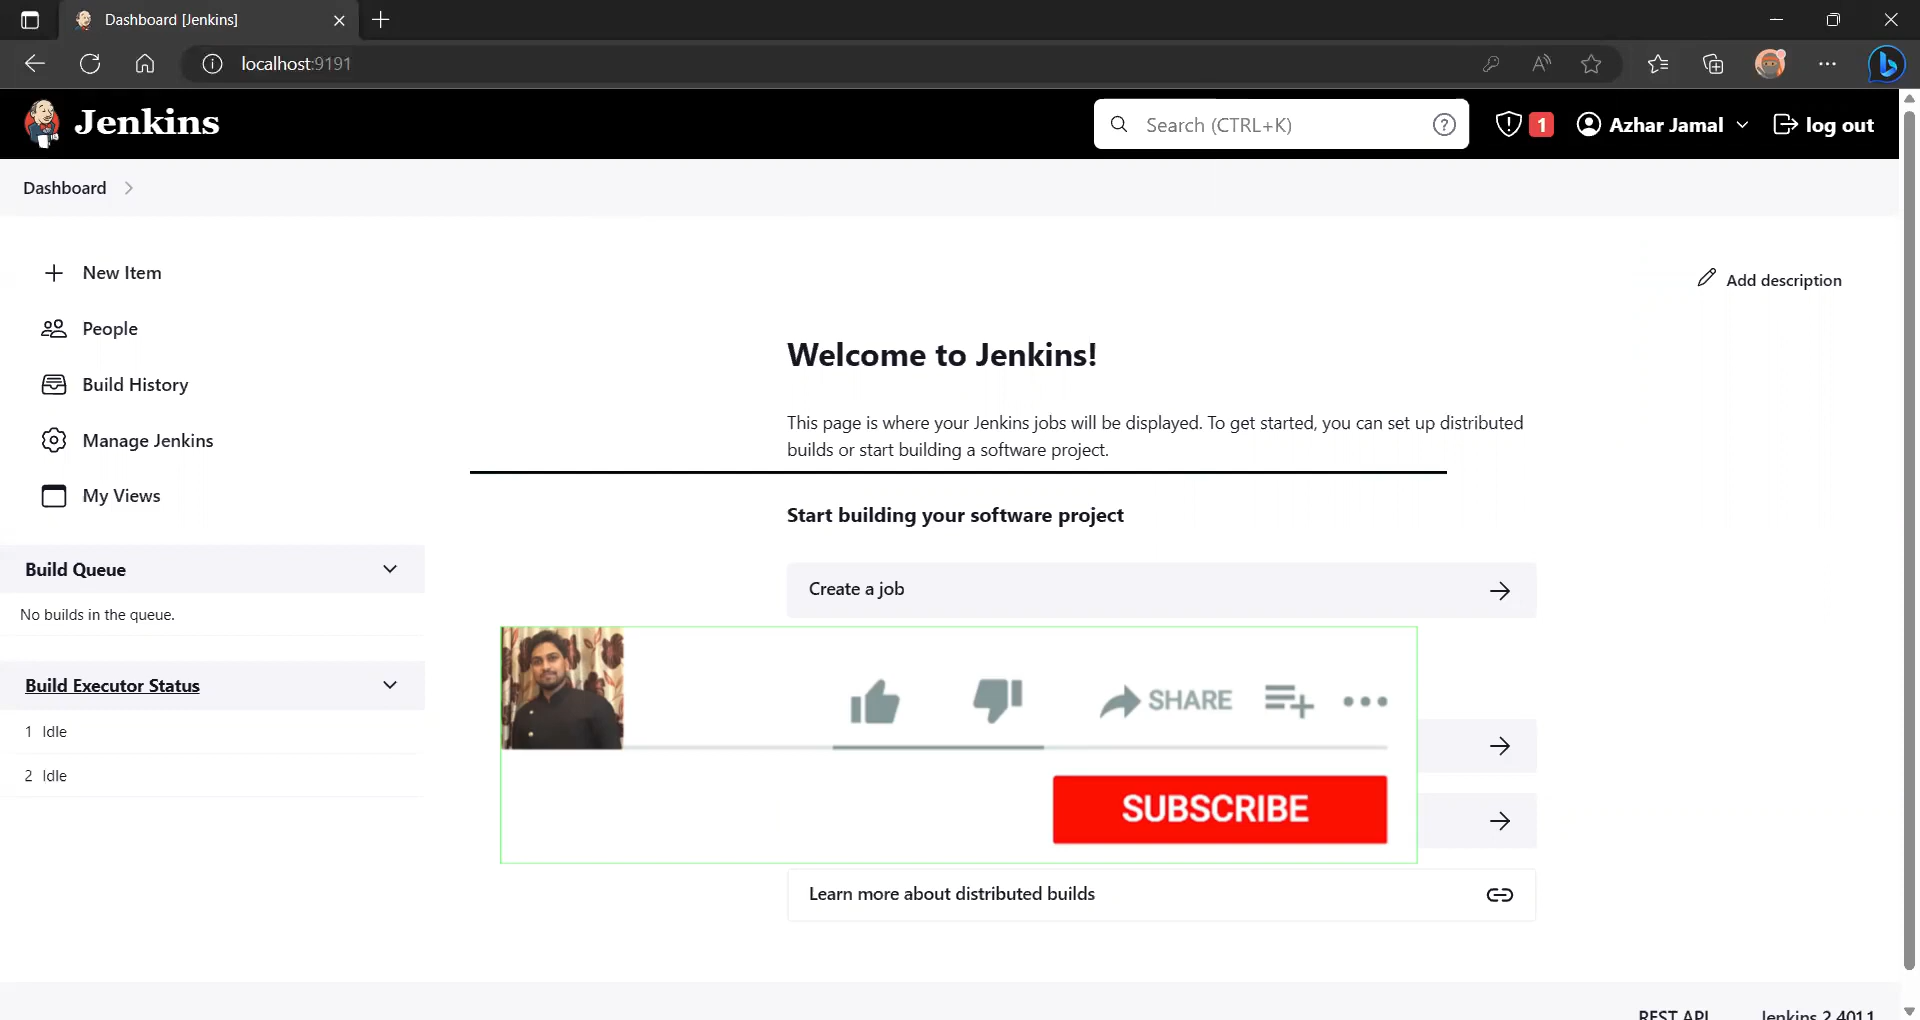 Dashboard [Jenkins]
localhost:9191
Jenkins
Search (CTRL+K)
1
Azhar Jamal
log out
Dashboard
New Item
Add description
People
Build History
Manage Jenkins
My Views
Welcome to Jenkins!
This page is where your Jenkins jobs will be displayed. To get started, you can set up distributed
builds or start building a software project.
Start building your software project
Create a job
Build Queue
No builds in the queue.
Build Executor Status
1 Idle
2 Idle
SHARE
SUBSCRIBE
Learn more about distributed builds
REST API
Jenkins 2.401.1